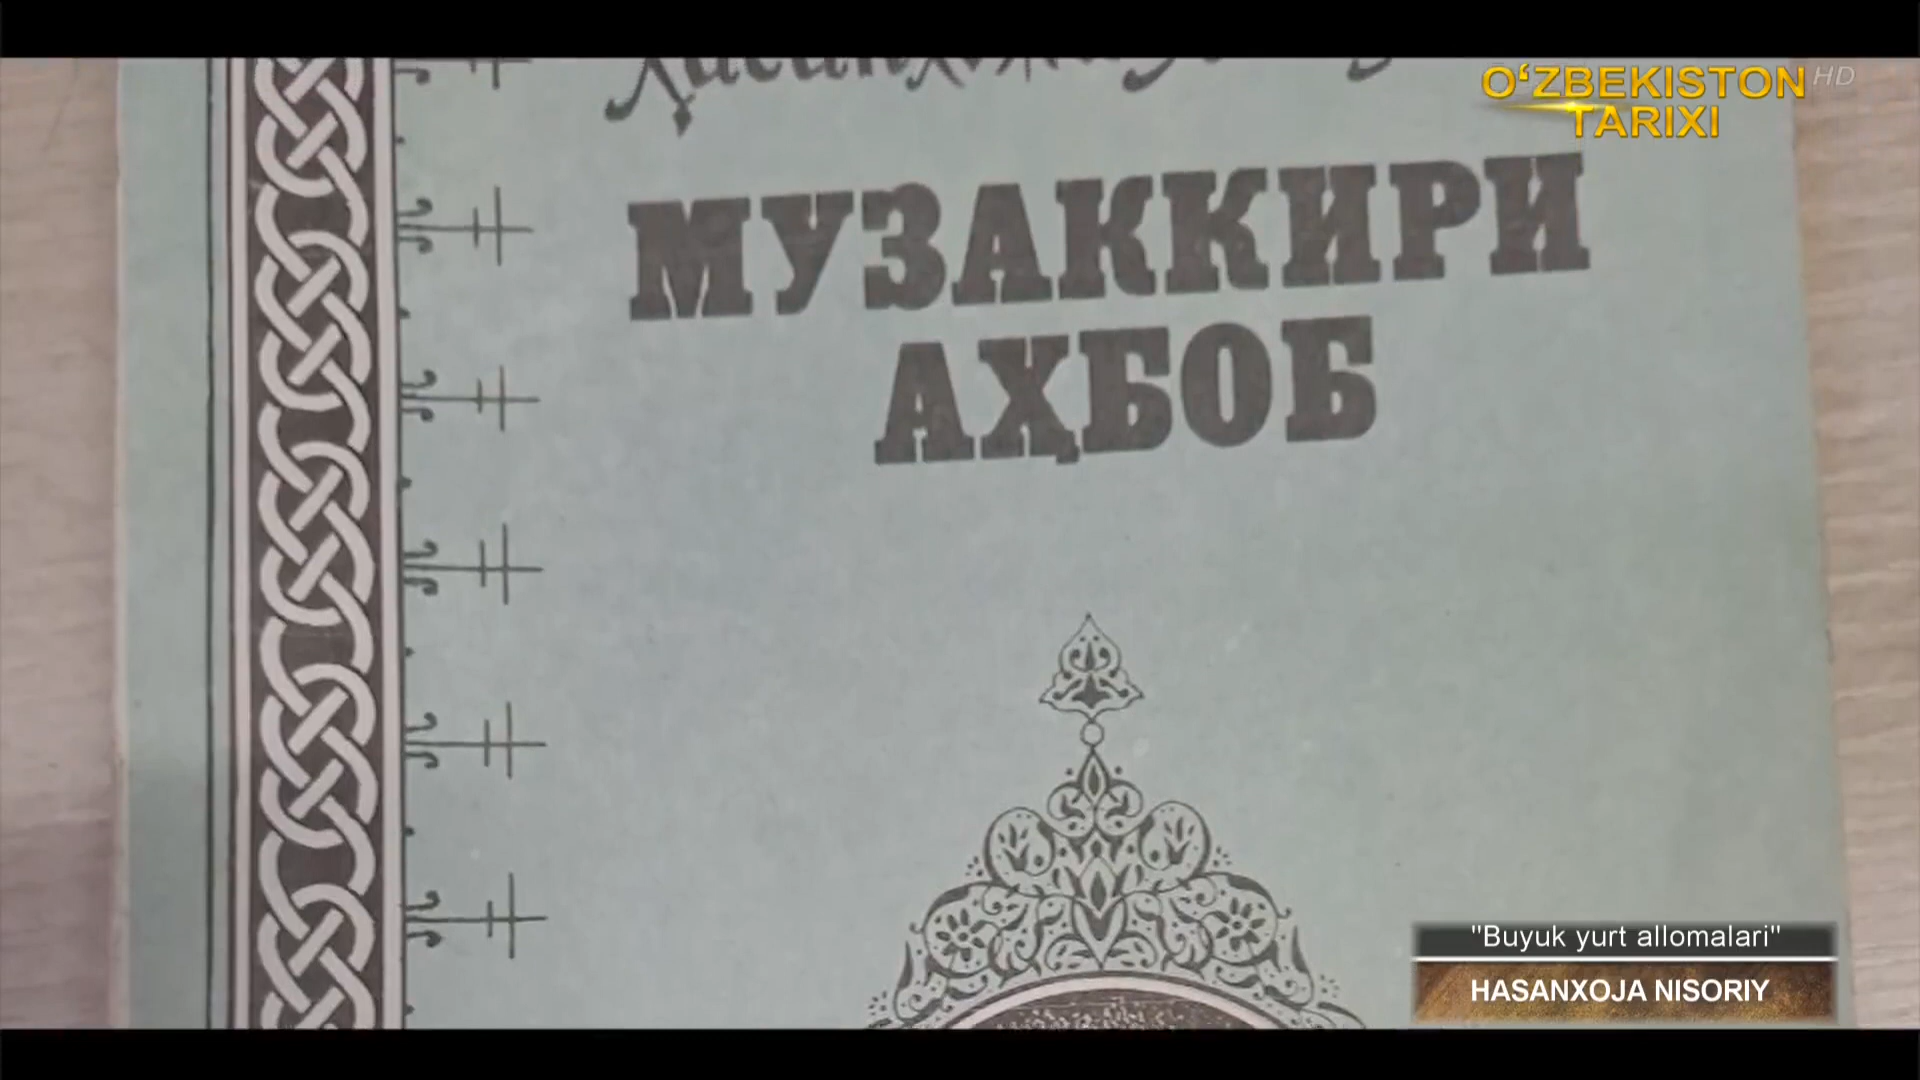 МУЗАККИРИ
АҲБОБ
O‘ZBEKISTON HD
TARIXI
"Buyuk yurt allomalari"
HASANXOJA NISORIY